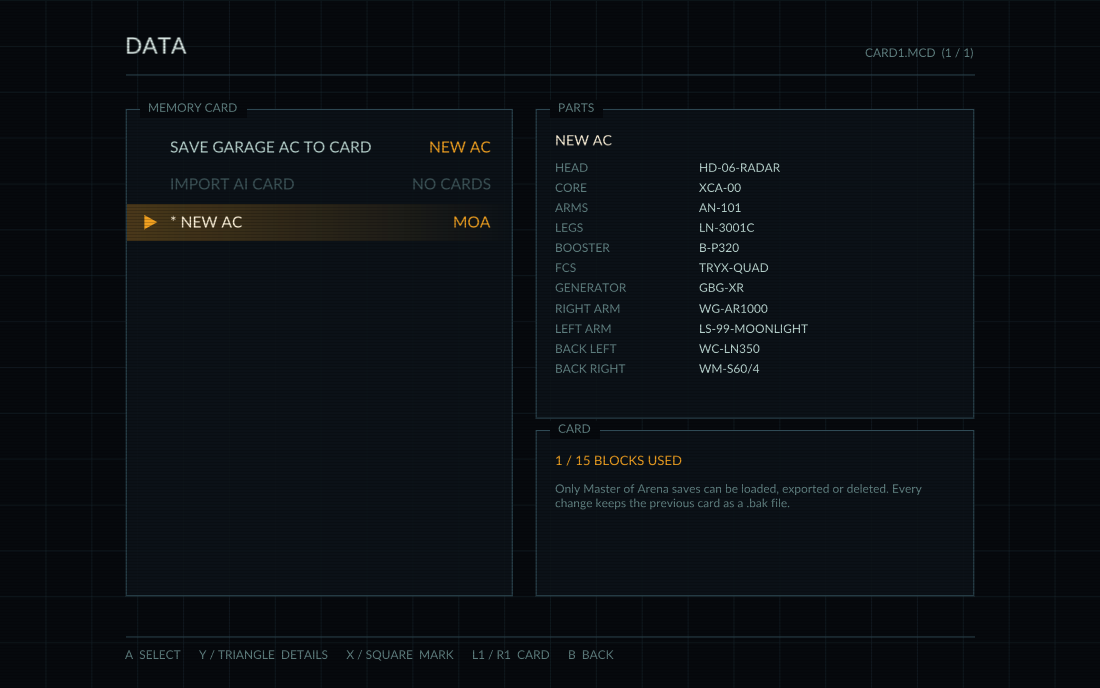 DATA
CARD1.MCD (1 / 1)
MEMORY CARD
SAVE GARAGE AC TO CARD NEW AC
IMPORT AI CARD NO CARDS
* NEW AC MOA
PARTS
NEW AC
HEAD HD-06-RADAR
CORE XCA-00
ARMS AN-101
LEGS LN-3001C
BOOSTER B-P320
FCS TRYX-QUAD
GENERATOR GBG-XR
RIGHT ARM WG-AR1000
LEFT ARM LS-99-MOONLIGHT
BACK LEFT WC-LN350
BACK RIGHT WM-S60/4
CARD
1 / 15 BLOCKS USED
Only Master of Arena saves can be loaded, exported or deleted. Every
change keeps the previous card as a .bak file.
A SELECT Y / TRIANGLE DETAILS X / SQUARE MARK L1 / R1 CARD B BACK